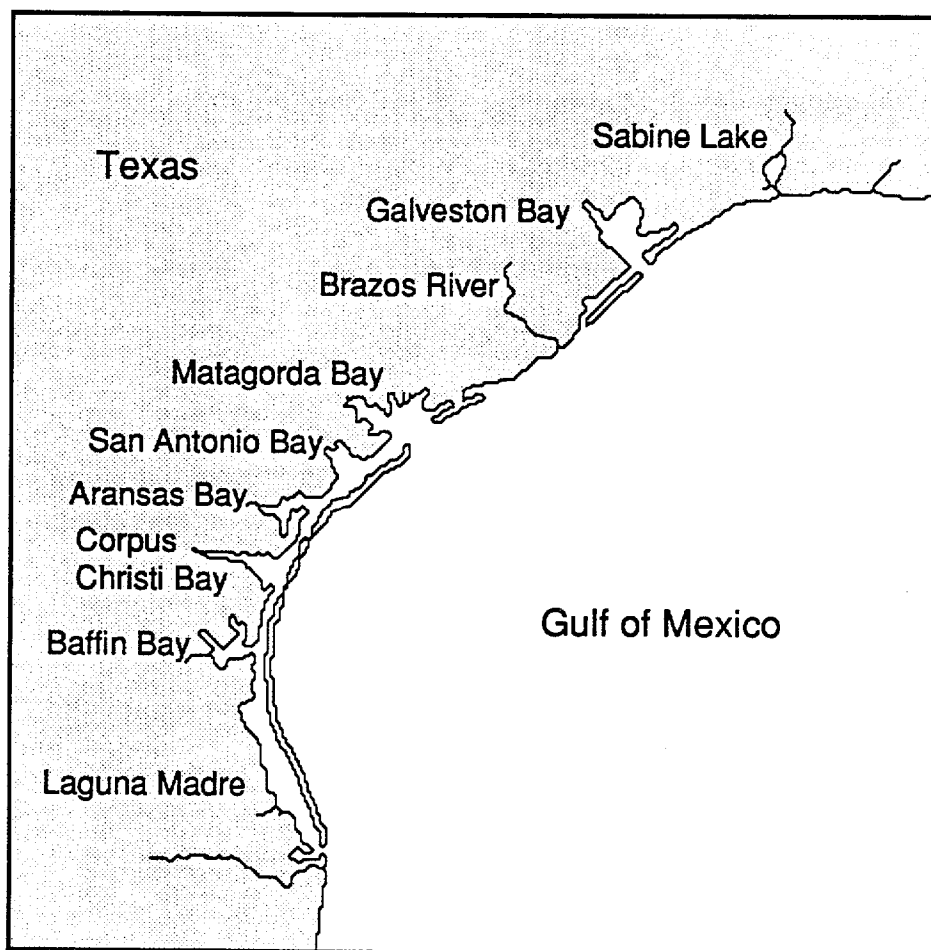 Sabine Lake
Texas
Galveston Bay
Brazos River
Matagorda Bay
San Antonio Bay
Aransas Bay
Corpus
Christi Bay
Gulf of Mexico
Baffin Bay
Laguna Madre